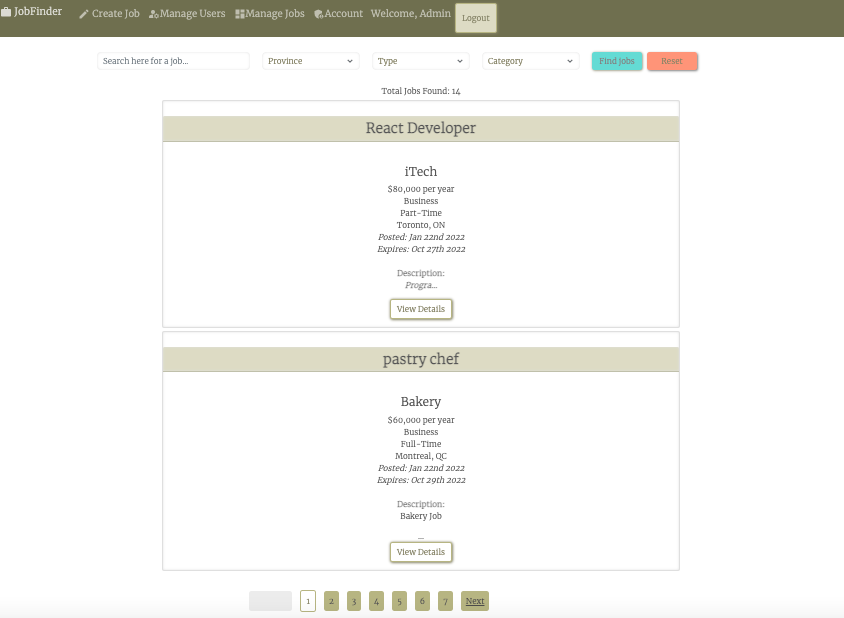 JobFinder Create Job Manage Users Manage Jobs Account Welcome, Admin Logout
Search here for a job... Province Type Category Find jobs Reset
Total Jobs Found: 14
React Developer
iTech
$80,000 per year
Business
Part-Time
Toronto, ON
Posted: Jan 22nd 2022
Expires: Oct 27th 2022
Description:
Progra...
View Details
pastry chef
Bakery
$60,000 per year
Business
Full-Time
Montreal, QC
Posted: Jan 22nd 2022
Expires: Oct 29th 2022
Description:
Bakery Job
...
View Details
1 2 3 4 5 6 7 Next